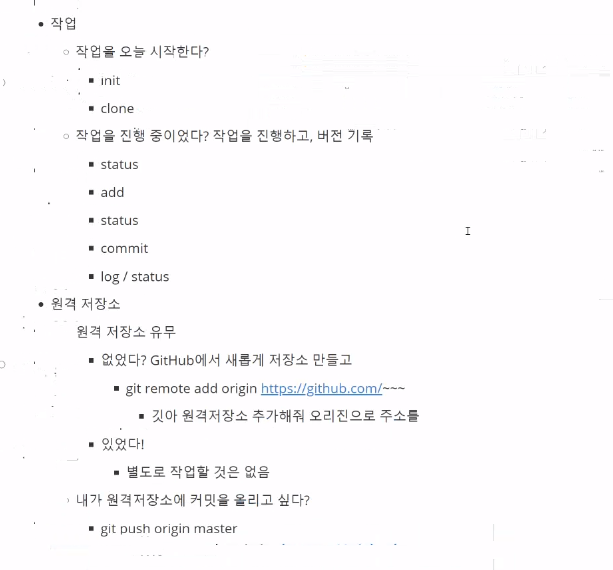 작업
작업을 오늘 시작한다?
init
clone
작업을 진행 중이었다? 작업을 진행하고, 버전 기록
status
add
status
commit
log / status
원격 저장소
원격 저장소 유무
없었다? GitHub에서 새롭게 저장소 만들고
git remote add origin https://github.com/~~~
깃아 원격저장소 추가해줘 오리진으로 주소를
있었다!
별도로 작업할 것은 없음
내가 원격저장소에 커밋을 올리고 싶다?
git push origin master